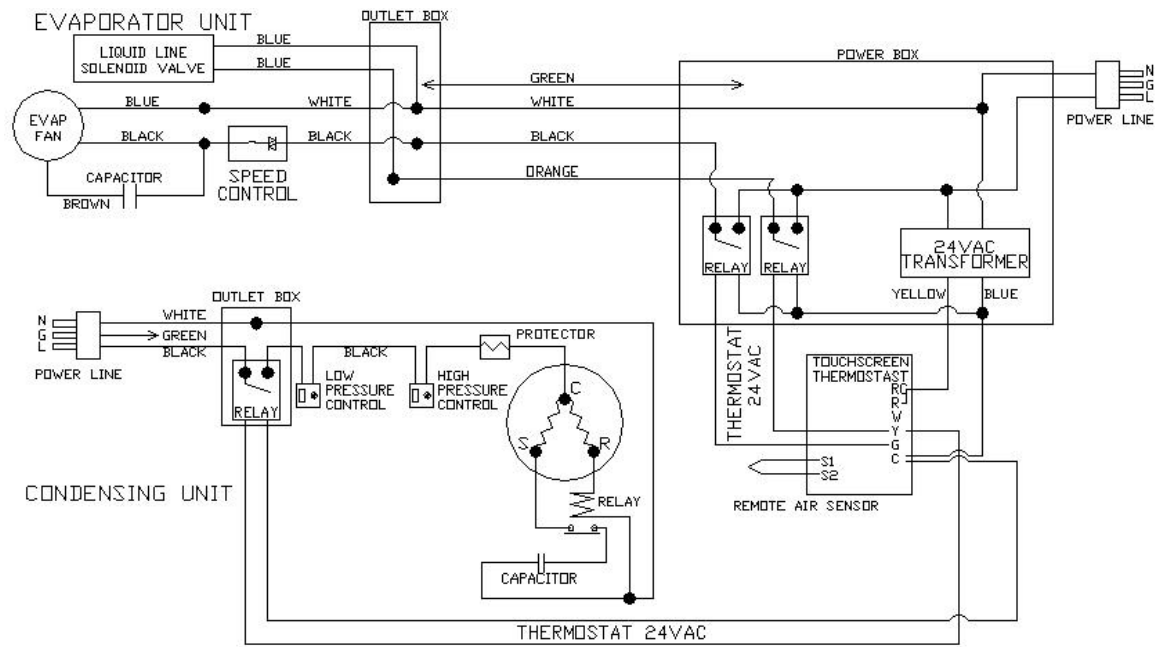 EVAPORATOR UNIT
OUTLET BOX
LIQUID LINE
SOLENOID VALVE
BLUE
BLUE
POWER BOX
GREEN
N
G
L
POWER LINE
BLUE
WHITE
WHITE
EVAP
FAN
BLACK
BLACK
BLACK
CAPACITOR
BROWN
SPEED
CONTROL
ORANGE
RELAY
RELAY
24VAC
TRANSFORMER
YELLOW
BLUE
OUTLET BOX
WHITE
N
G
L
GREEN
BLACK
POWER LINE
BLACK
PROTECTOR
LOW
PRESSURE
CONTROL
HIGH
PRESSURE
CONTROL
RELAY
C
S
R
RELAY
CAPACITOR
CONDENSING UNIT
THERMOSTAT
24VAC
TOUCHSCREEN
THERMOSTAST
RC
R
W
Y
G
C
S1
S2
REMOTE AIR SENSOR
THERMOSTAT 24VAC